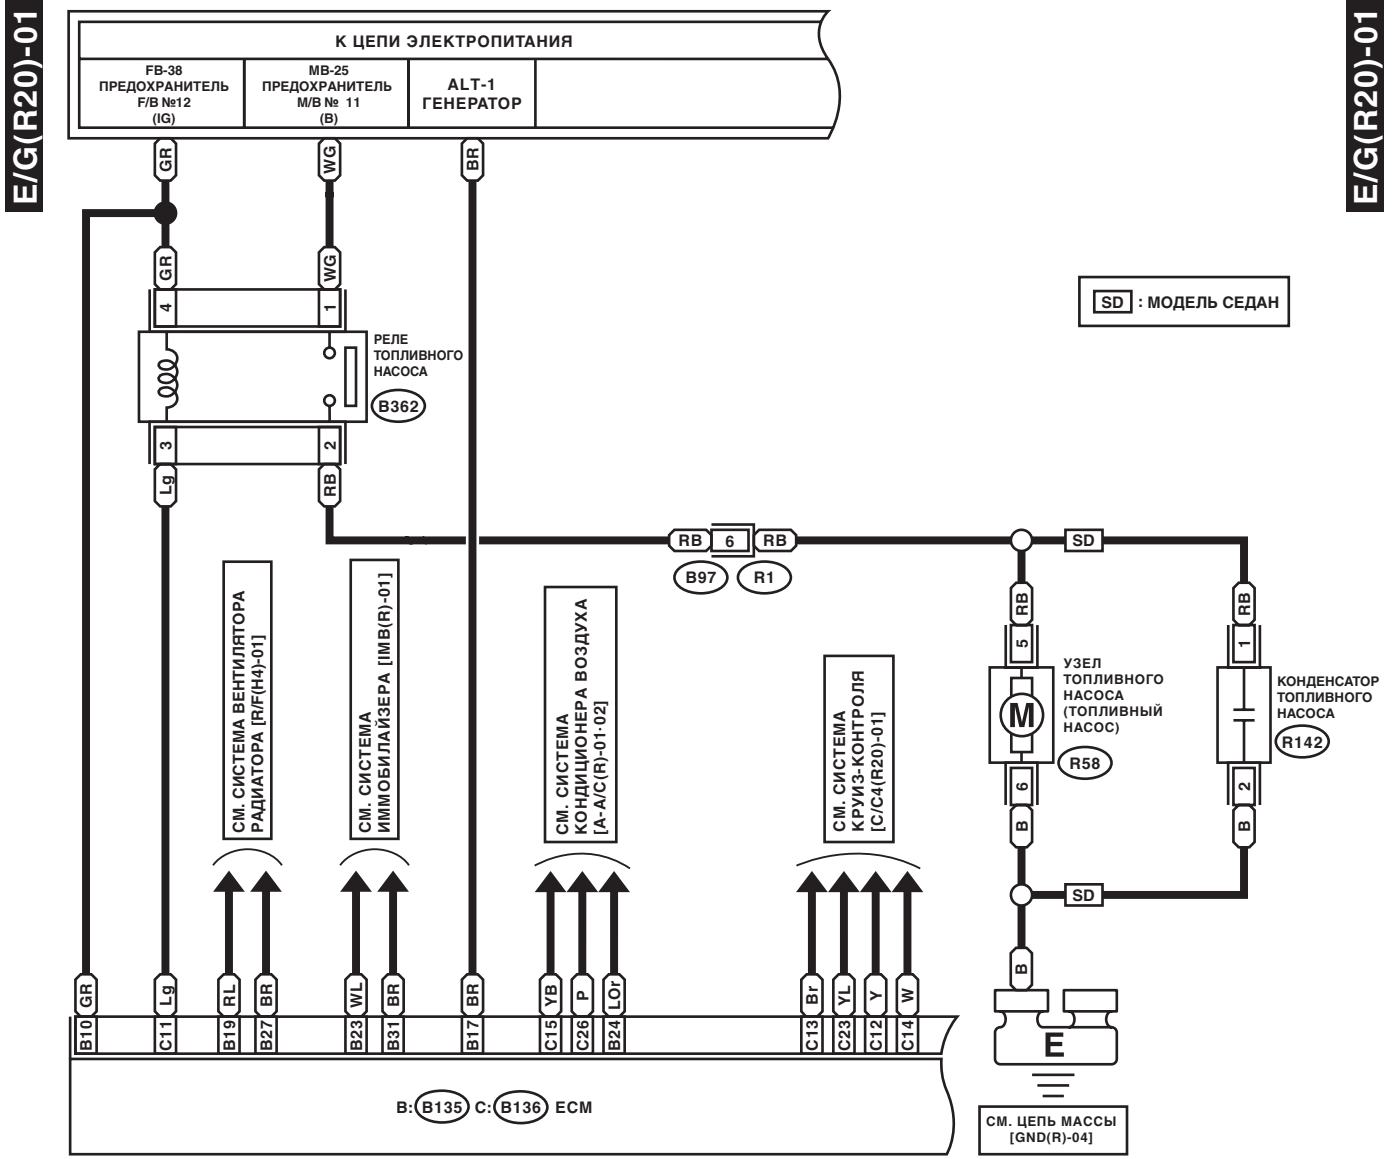 E/G(R20)-01
E/G(R20)-01
К ЦЕПИ ЭЛЕКТРОПИТАНИЯ
FB-38
ПРЕДОХРАНИТЕЛЬ
F/B №12
(IG)
MB-25
ПРЕДОХРАНИТЕЛЬ
M/B № 11
(B)
ALT-1
ГЕНЕРАТОР
GR
WG
BR
GR
WG
4
1
SD : МОДЕЛЬ СЕДАН
РЕЛЕ
ТОПЛИВНОГО
НАСОСА
B362
3
2
Lg
RB
RB
6
RB
B97
R1
SD
RB
RB
5
1
УЗЕЛ
ТОПЛИВНОГО
НАСОСА
(ТОПЛИВНЫЙ
НАСОС)
R58
M
КОНДЕНСАТОР
ТОПЛИВНОГО
НАСОСА
R142
6
2
B
B
SD
B
СМ. СИСТЕМА ВЕНТИЛЯТОРА
РАДИАТОРА [R/F(H4)-01]
СМ. СИСТЕМА
ИММОБИЛАЙЗЕРА [IMB(R)-01]
СМ. СИСТЕМА
КОНДИЦИОНЕРА ВОЗДУХА
[A-A/C(R)-01·02]
СМ. СИСТЕМА
КРУИЗ-КОНТРОЛЯ
[C/C4(R20)-01]
GR
Lg
RL
BR
WL
BR
BR
YB
P
LOr
Br
YL
Y
W
B10
C11
B19
B27
B23
B31
B17
C15
C26
B24
C13
C23
C12
C14
E
B: B135 C: B136 ECM
СМ. ЦЕПЬ МАССЫ
[GND(R)-04]